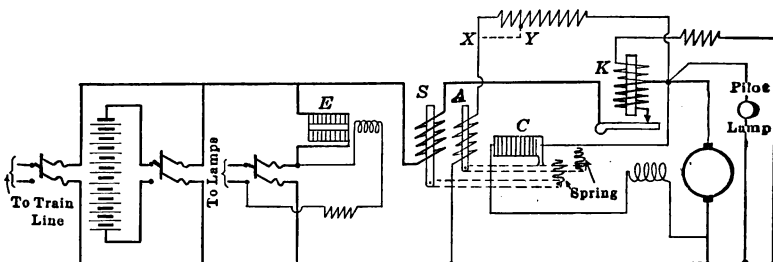 X
Y
K
Pilot
Lamp
S
A
E
C
Spring
To Lamps
To Train
Line